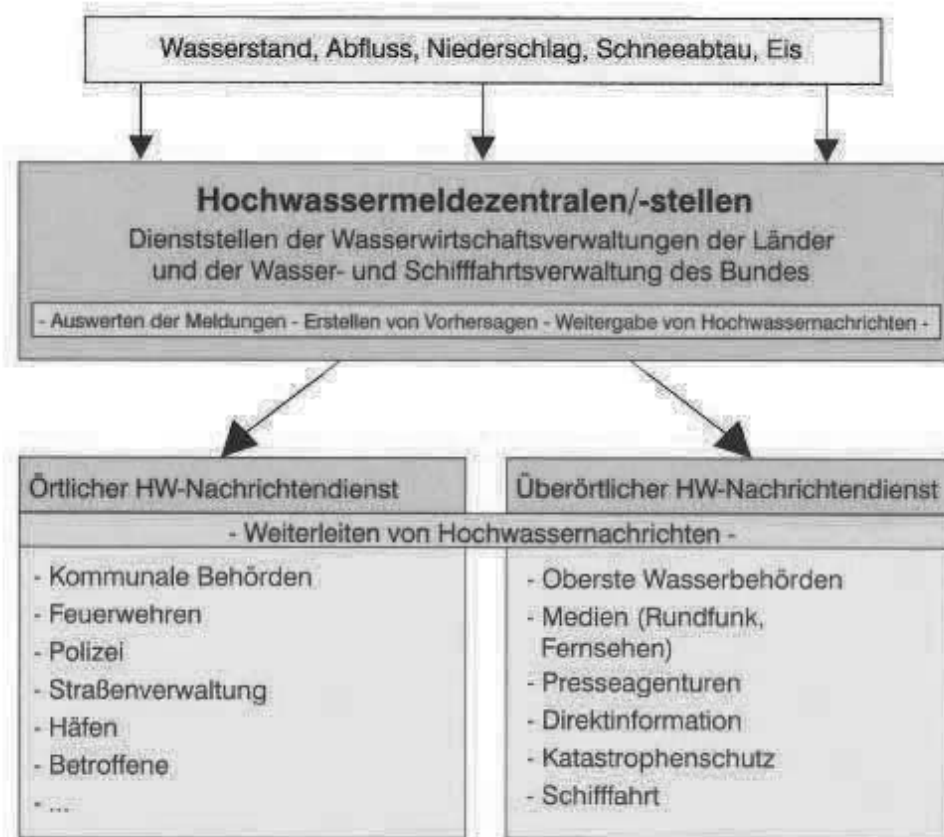 Wasserstand, Abfluss, Niederschlag, Schneeabtau, Eis
Hochwassermeldezentralen/-stellen
Dienststellen der Wasserwirtschaftsverwaltungen der Länder
und der Wasser- und Schifffahrtsverwaltung des Bundes
- Auswerten der Meldungen - Erstellen von Vorhersagen - Weitergabe von Hochwassernachrichten -
Örtlicher HW-Nachrichtendienst
Überörtlicher HW-Nachrichtendienst
- Weiterleiten von Hochwassernachrichten -
- Kommunale Behörden
- Feuerwehren
- Polizei
- Straßenverwaltung
- Häfen
- Betroffene
- ...
- Oberste Wasserbehörden
- Medien (Rundfunk,
Fernsehen)
- Presseagenturen
- Direktinformation
- Katastrophenschutz
- Schifffahrt